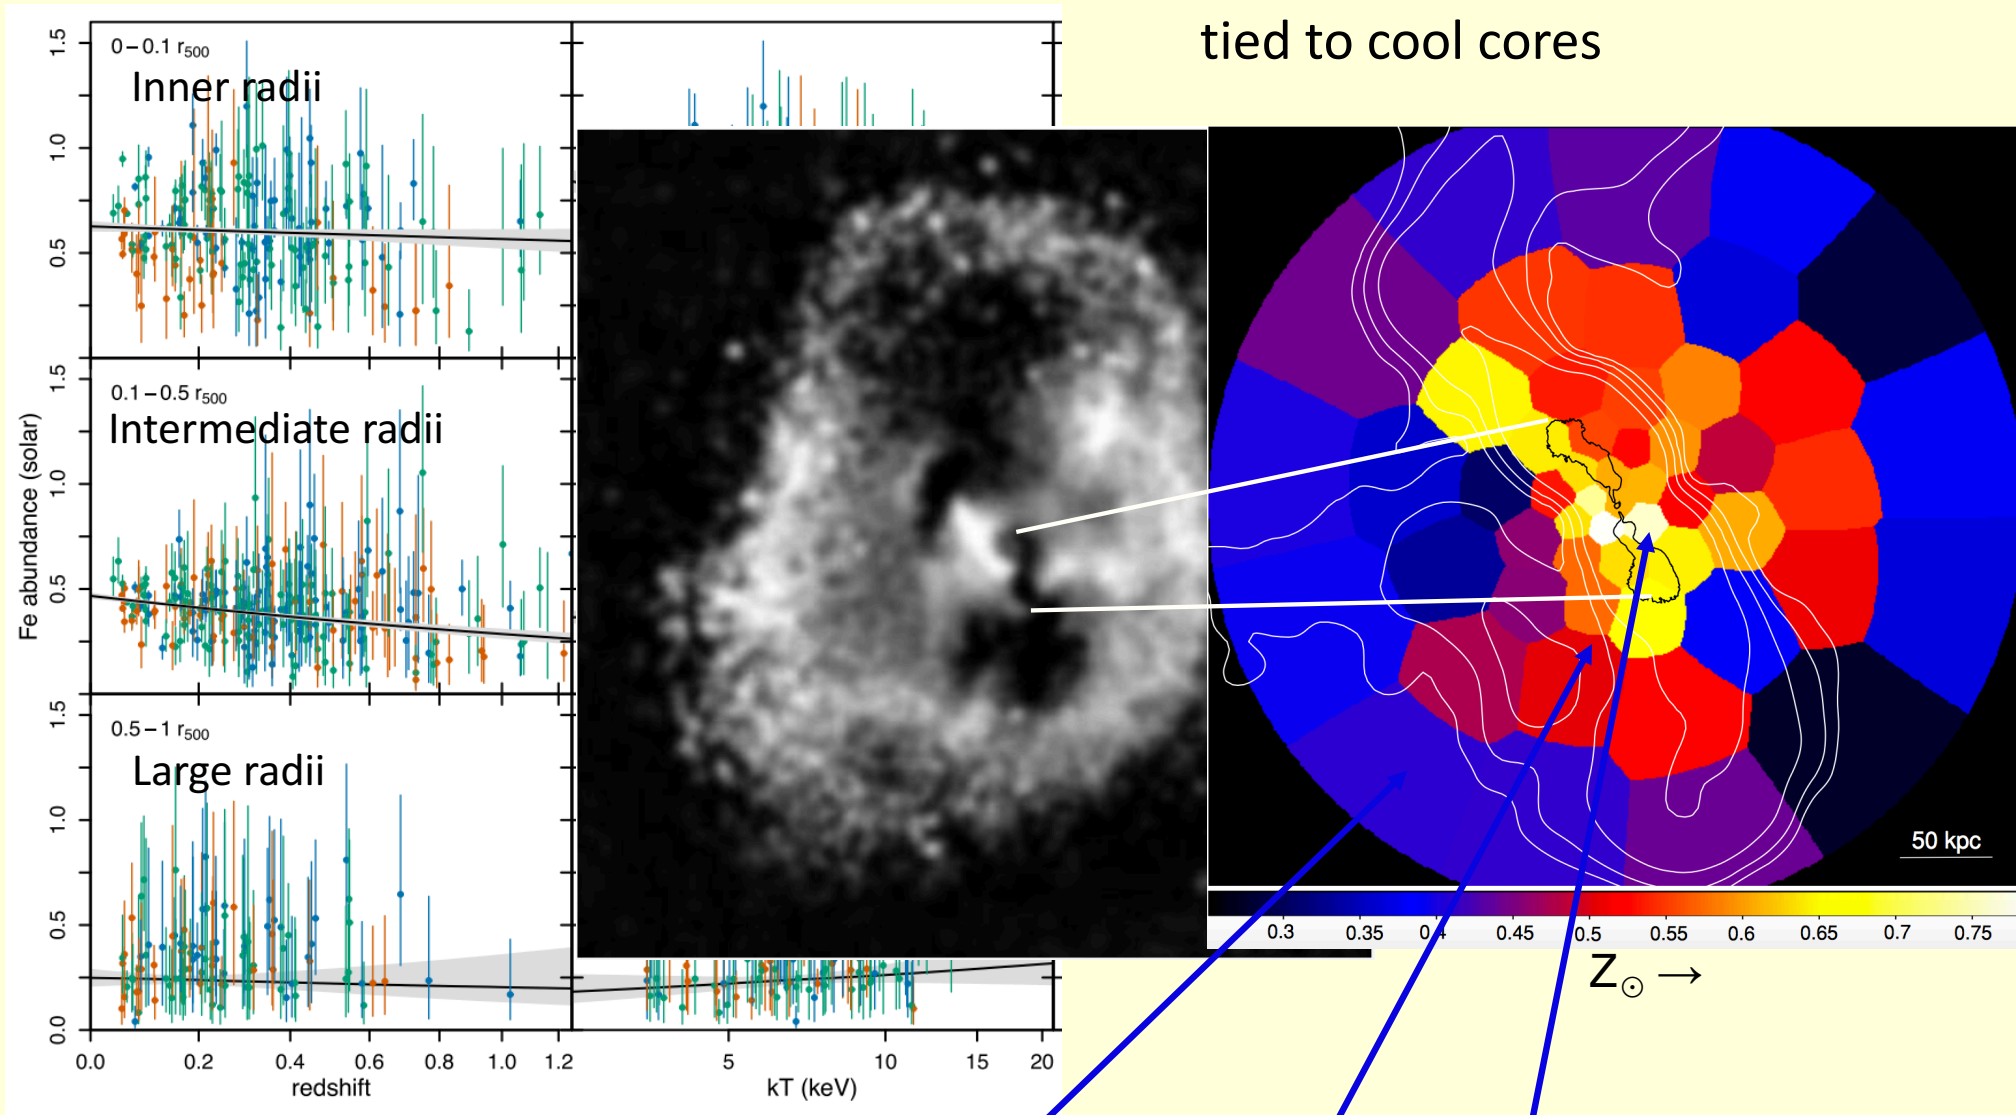 tied to cool cores
0−0.1 r500
Inner radii
0.1−0.5 r500
Intermediate radii
0.5−1 r500
Large radii
Fe abundance (solar)
1.5
1.0
0.5
1.5
1.0
0.5
1.5
1.0
0.5
0.0
0.0 0.2 0.4 0.6 0.8 1.0 1.2
redshift
5 10 15 20
kT (keV)
50 kpc
0.3 0.35 0.4 0.45 0.5 0.55 0.6 0.65 0.7 0.75
Z☉ →